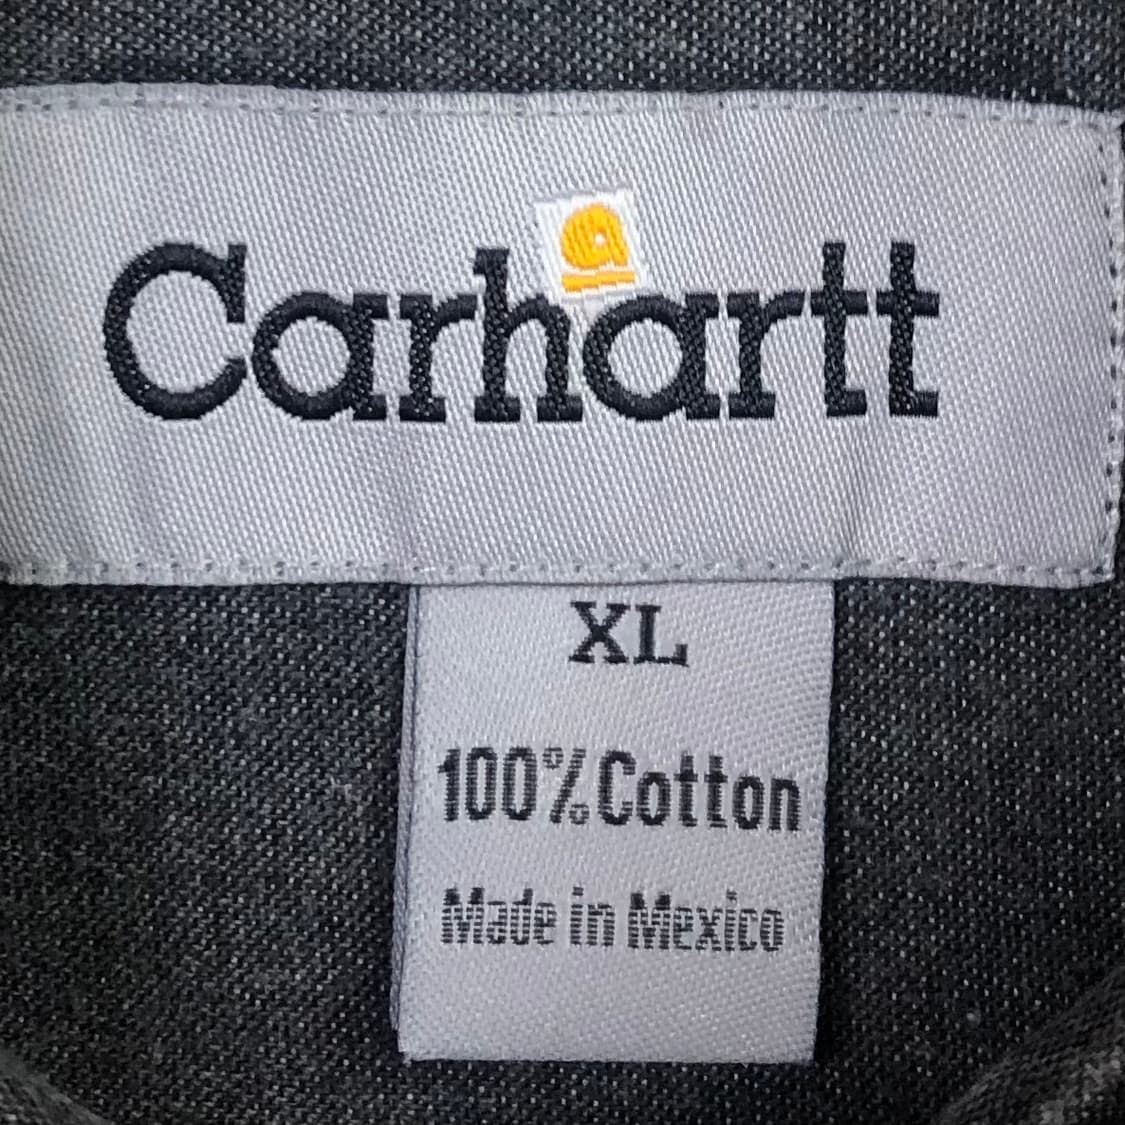 Carhartt
XL
100% Cotton
Made in Mexico